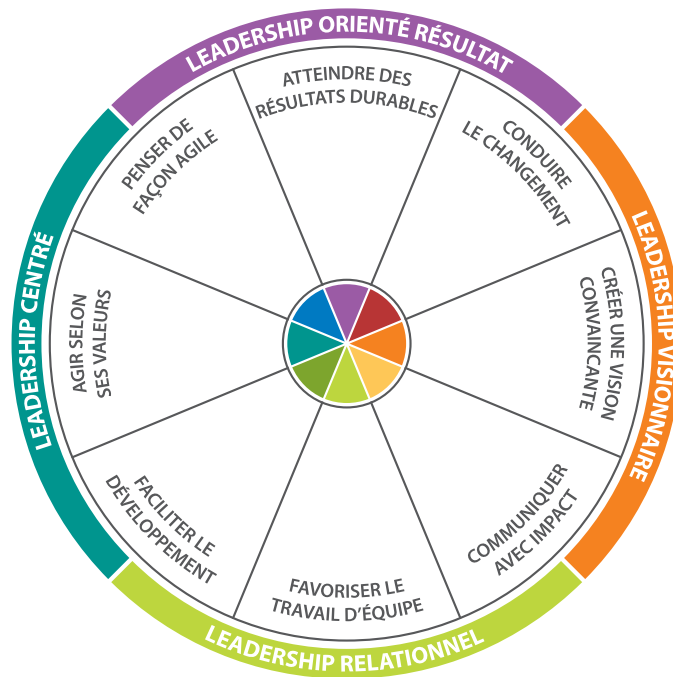 LEADERSHIP ORIENTÉ RÉSULTAT
ATTEINDRE DES
RÉSULTATS DURABLES
CONDUIRE
LE CHANGEMENT
LEADERSHIP VISIONNAIRE
CRÉER UNE VISION
CONVAINCANTE
COMMUNIQUER
AVEC IMPACT
LEADERSHIP RELATIONNEL
FAVORISER LE
TRAVAIL D'ÉQUIPE
FACILITER LE
DÉVELOPPEMENT
LEADERSHIP CENTRÉ
AGIR SELON
SES VALEURS
PENSER DE
FAÇON AGILE